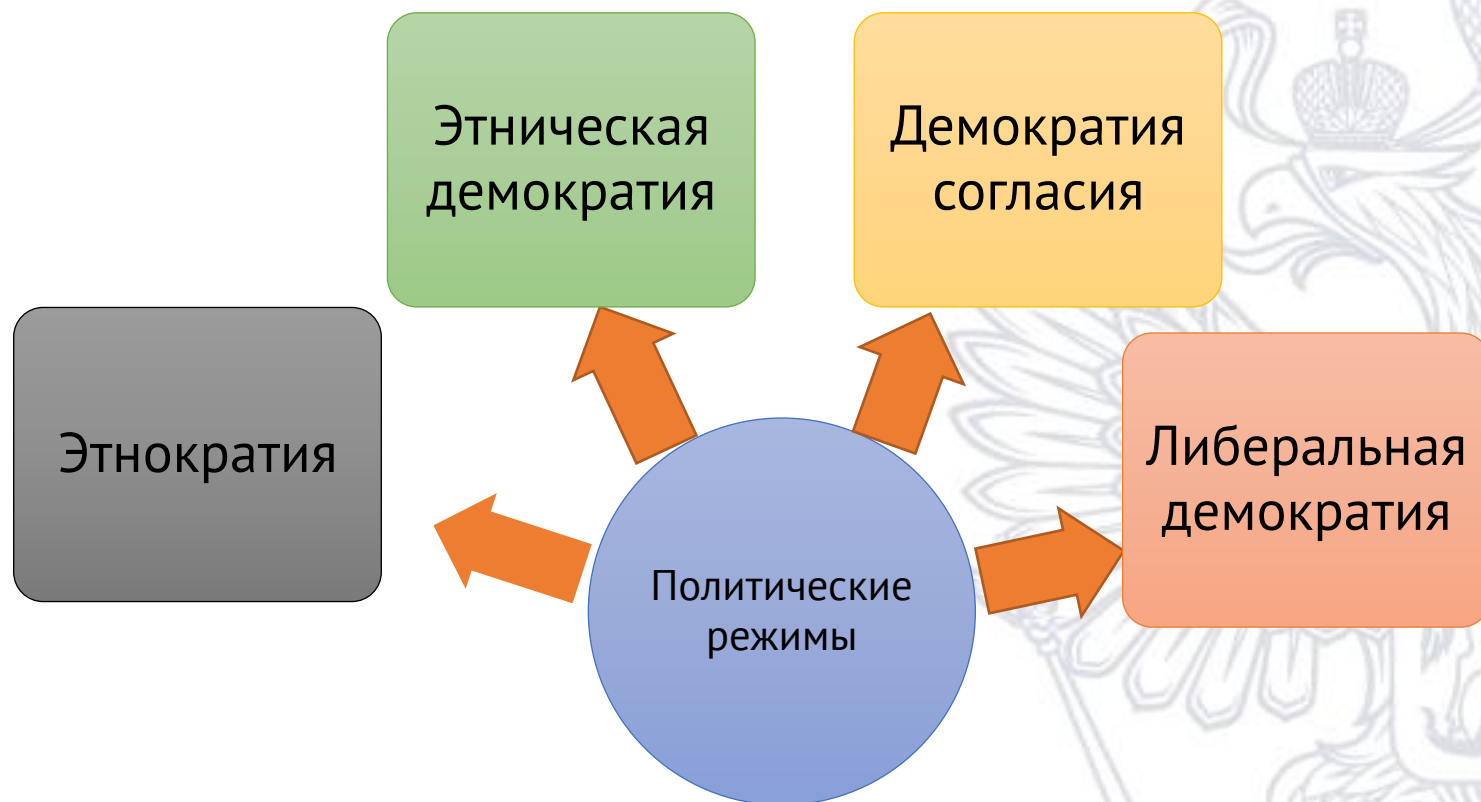 Этническая
демократия
Демократия
согласия
Этнократия
Либеральная
демократия
Политические
режимы